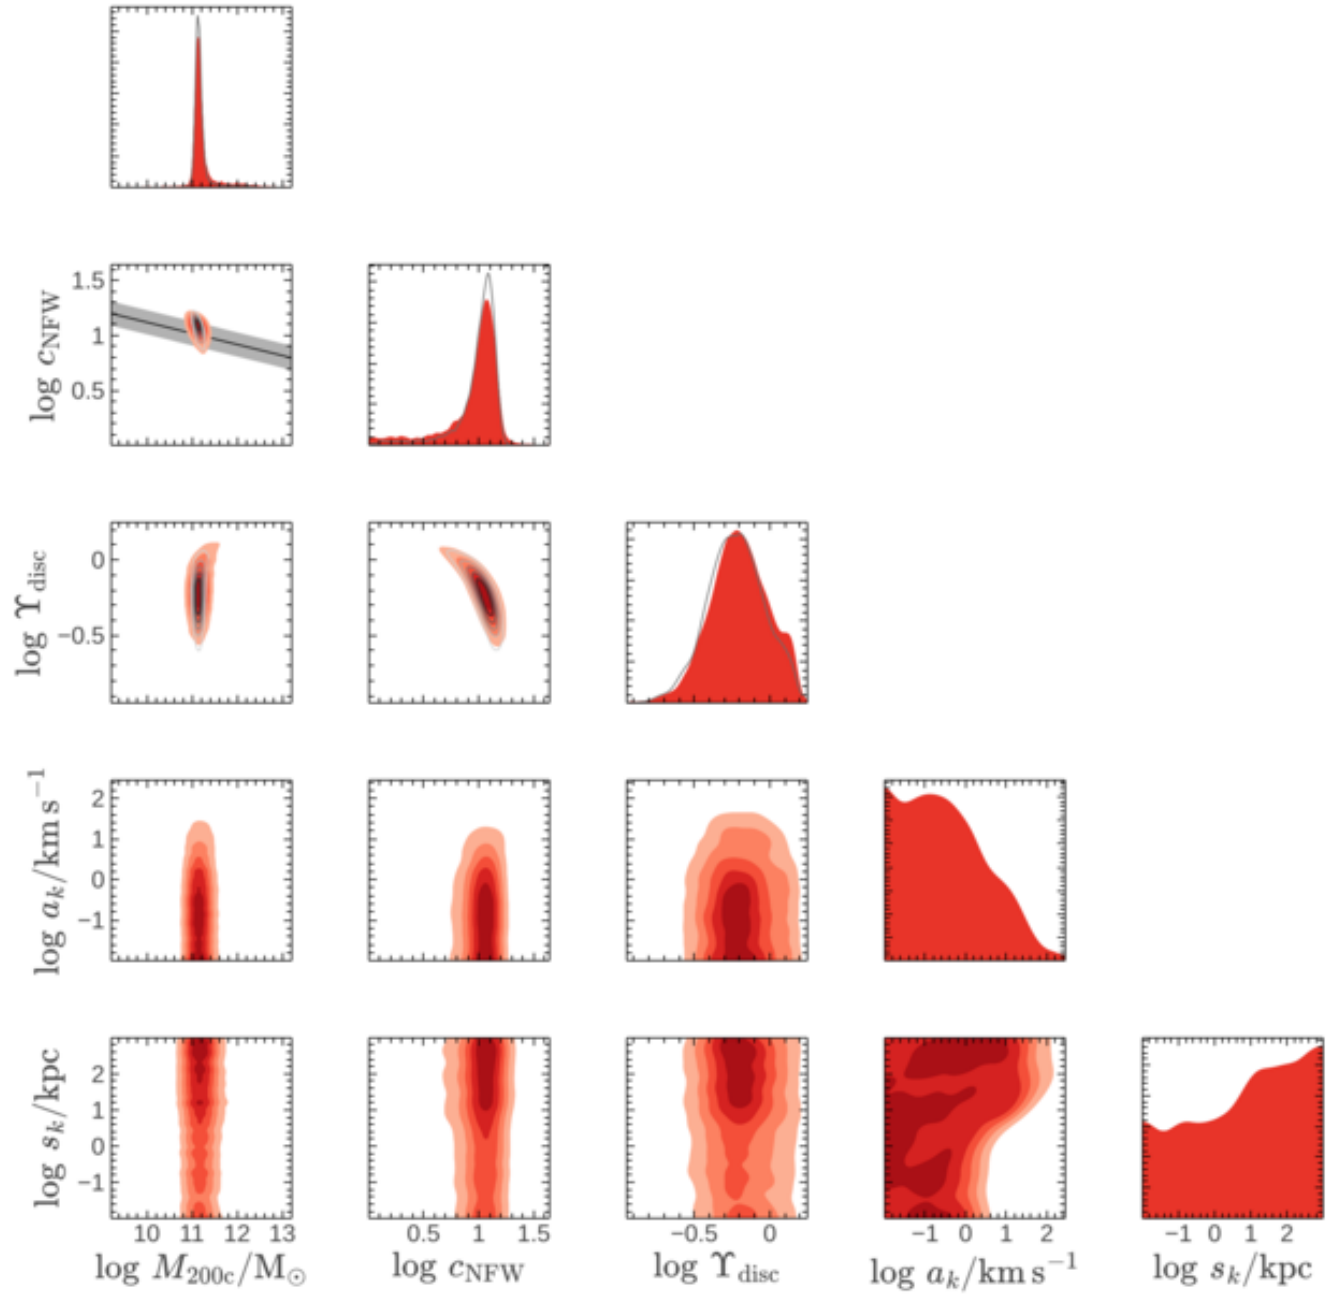 log c_NFW
1.5
1
0.5
log ϒ_disc
0
−0.5
log a_k/km s⁻¹
2
1
0
−1
log s_k/kpc
2
1
0
−1
10 11 12 13 0.5 1 1.5 −0.5 0 −1 0 1 2 −1 0 1 2
log M_200c/M_⊙ log c_NFW log ϒ_disc log a_k/km s⁻¹ log s_k/kpc